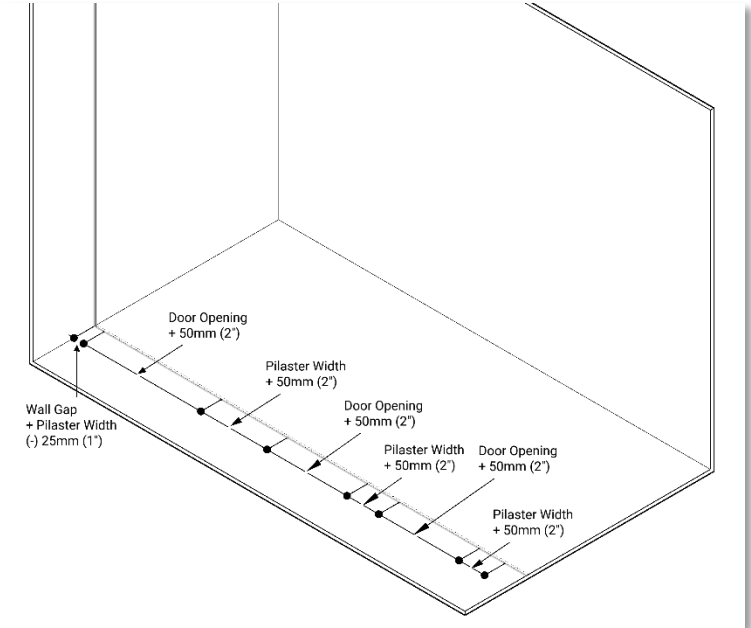 Door Opening
+ 50mm (2")
Pilaster Width
+ 50mm (2")
Wall Gap
+ Pilaster Width
(-) 25mm (1")
Door Opening
+ 50mm (2")
Pilaster Width
+ 50mm (2")
Door Opening
+ 50mm (2")
Pilaster Width
+ 50mm (2")